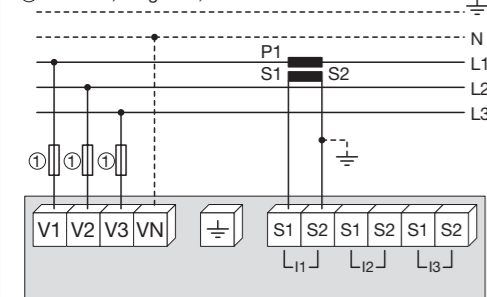 N
P1
L1
S1 S2
L2
L3
① ① ①
V1 V2 V3 VN S1 S2 S1 S2 S1 S2
I1 I2 I3